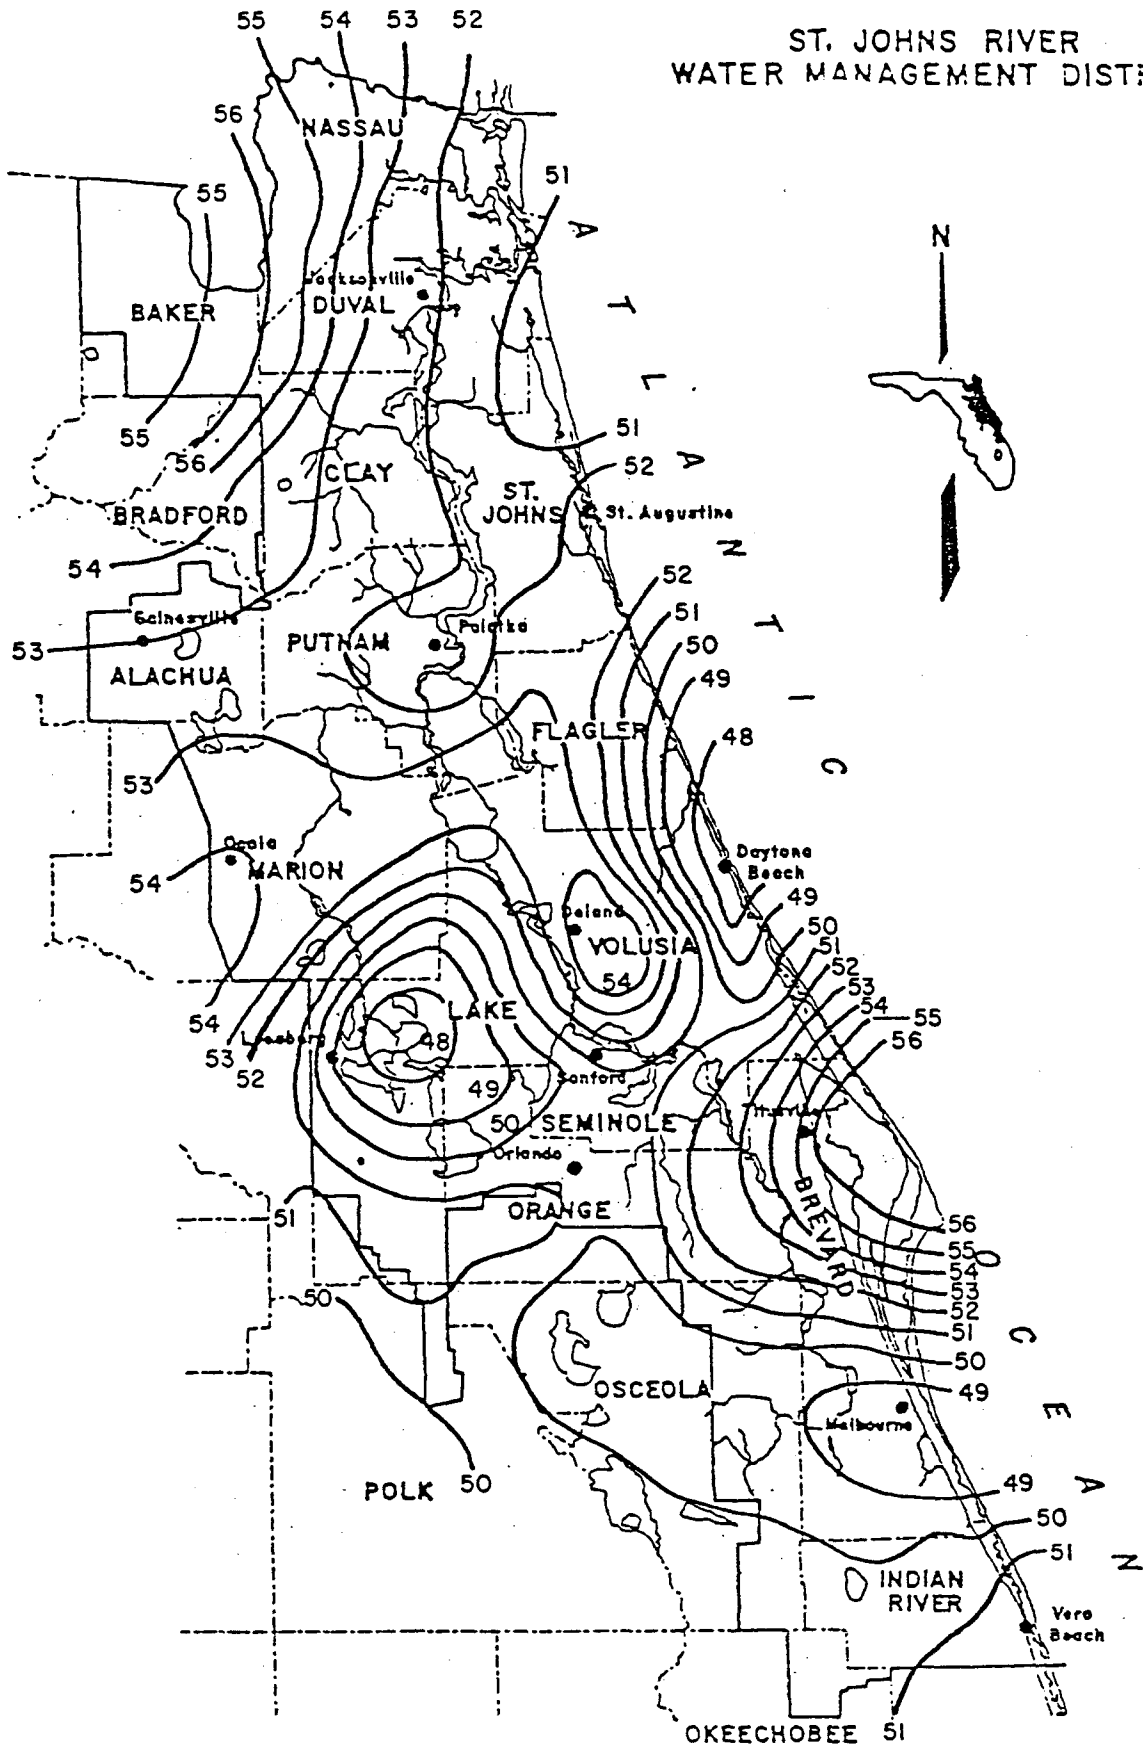 55 54 53 52
ST. JOHNS RIVER
WATER MANAGEMENT DIST
56
NASSAU
55
51
A
N
Jacksonville
BAKER
DUVAL
T
L
55
51
A
56
CLAY
52
BRADFORD
ST.
JOHNS
St. Augustine
54
N
52
Gainesville
51
53
PUTNAM
Palatka
T
50
ALACHUA
49
I
FLAGLER
48
53
C
Ocala
MARION
Daytona
Beach
54
49
Deland
VOLUSIA
50
51
54
52
LAKE
53
54
54
55
53
Leesburg
48
56
52
Sanford
49
50
SEMINOLE
Titusville
Orlando
51
ORANGE
BREVARD
56
55
O
54
50
53
52
51
C
50
OSCEOLA
49
E
Melbourne
POLK
50
49
A
50
51
N
INDIAN
RIVER
Vero
Beach
OKEECHOBEE
51